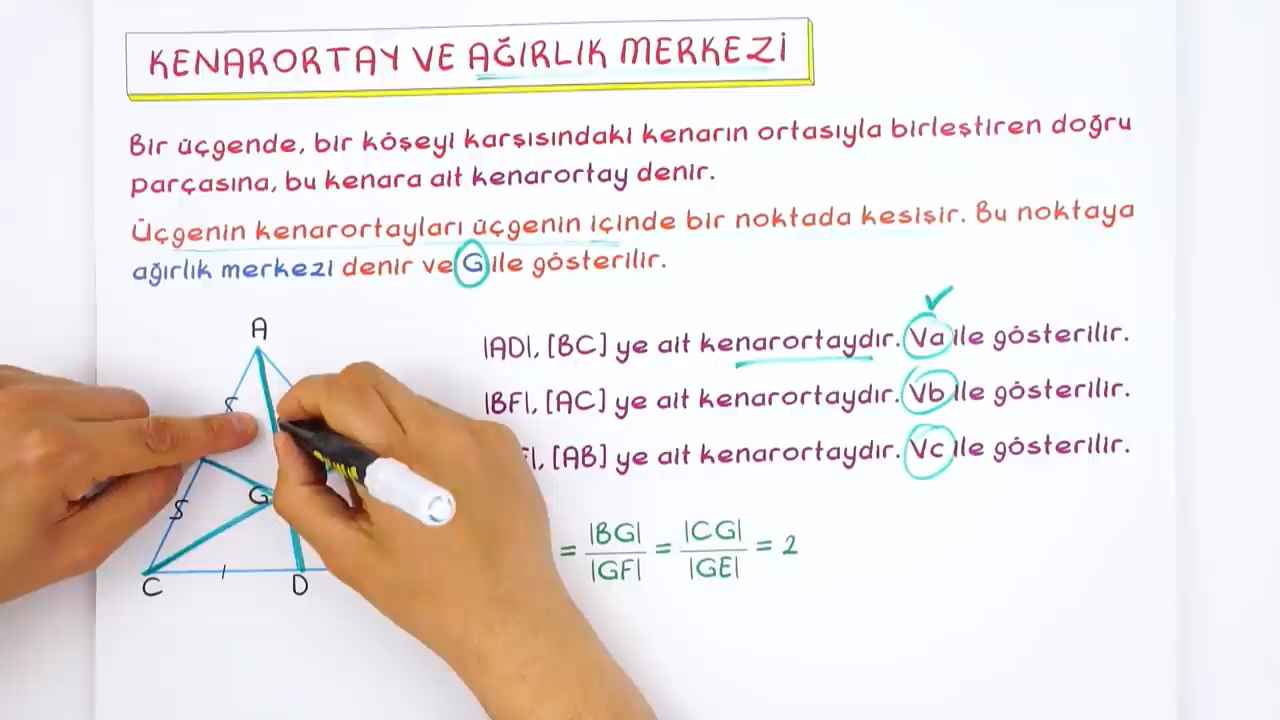 KENARORTAY VE AĞIRLIK MERKEZİ
Bir üçgende, bir köşeyi karşısındaki kenarın ortasıyla birleştiren doğru
parçasına, bu kenara ait kenarortay denir.
Üçgenin kenarortayları üçgenin içinde bir noktada kesişir. Bu noktaya
ağırlık merkezi denir ve G ile gösterilir.
A
|AD|, [BC] ye ait kenarortaydır. Va ile gösterilir.
|BF|, [AC] ye ait kenarortaydır. Vb ile gösterilir.
[AB] ye ait kenarortaydır. Vc ile gösterilir.
G
= |BG| / |GF| = |CG| / |GE| = 2
C D